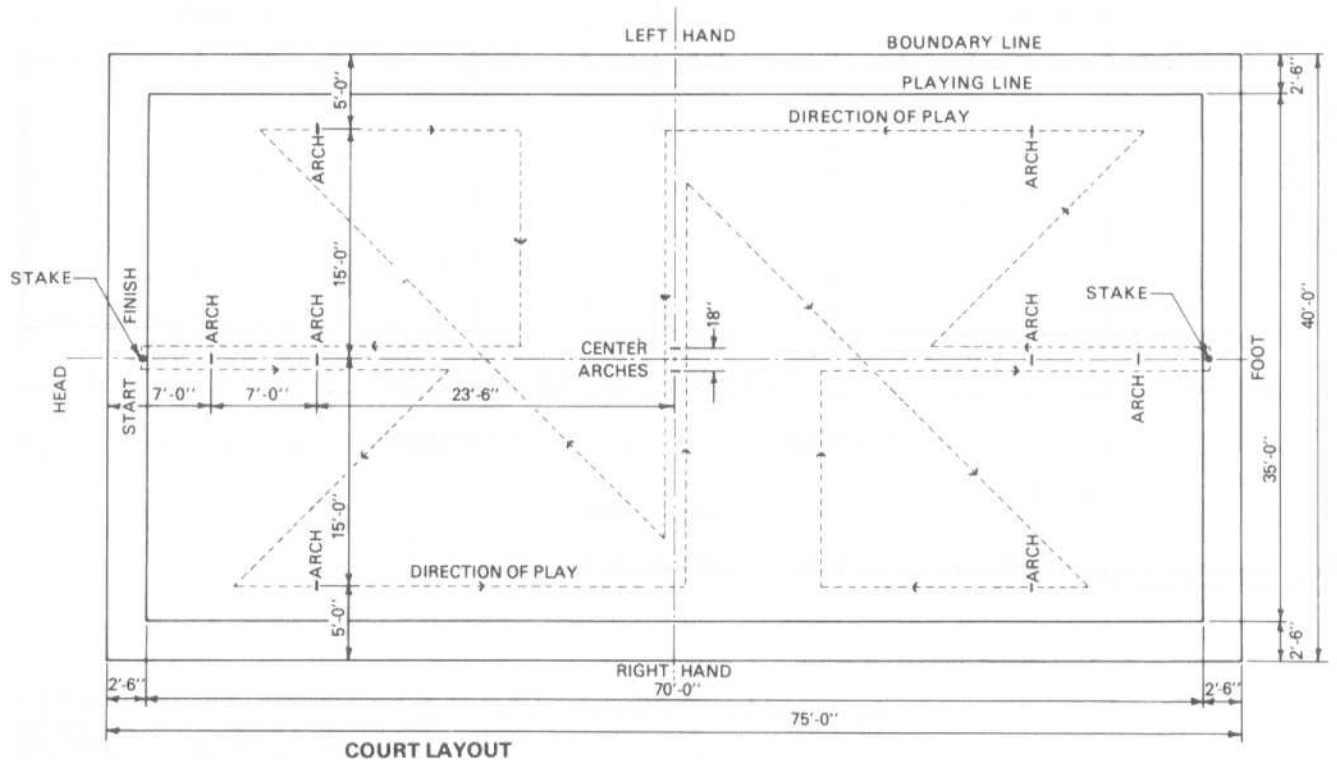 LEFT HAND
BOUNDARY LINE
2'-6"
5'-0"
PLAYING LINE
DIRECTION OF PLAY
ARCH
ARCH
15'-0"
STAKE
FINISH
ARCH
ARCH
CENTER
ARCHES
18"
ARCH
STAKE
40'-0"
HEAD
START
7'-0"
7'-0"
23'-6"
ARCH
FOOT
35'-0"
15'-0"
ARCH
DIRECTION OF PLAY
ARCH
5'-0"
2'-6"
RIGHT HAND
2'-6"
70'-0"
2'-6"
75'-0"
COURT LAYOUT